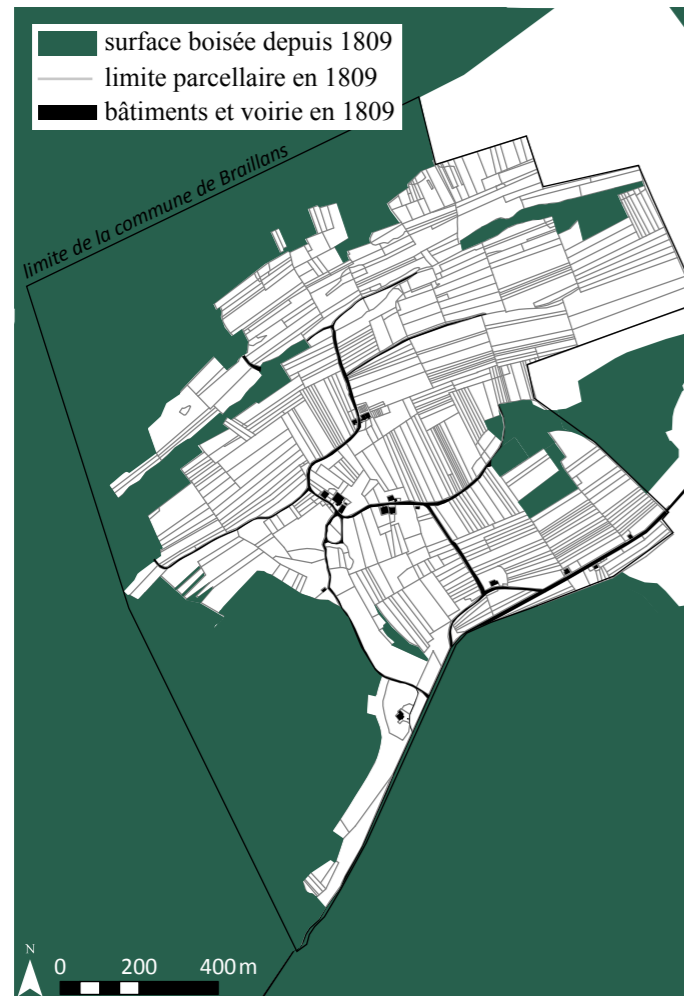 surface boisée depuis 1809
limite parcellaire en 1809
bâtiments et voirie en 1809
limite de la commune de Braillans
N
0 200 400 m